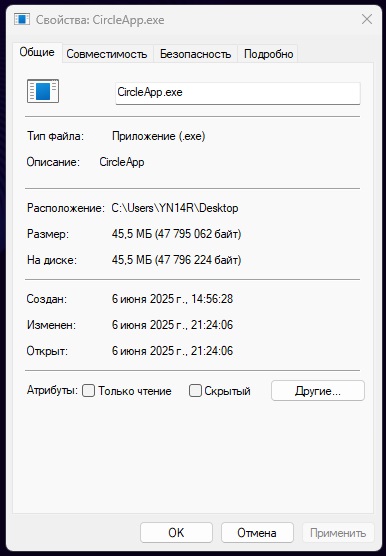 Свойства: CircleApp.exe
Общие Совместимость Безопасность Подробно
CircleApp.exe
Тип файла: Приложение (.exe)
Описание: CircleApp
Расположение: C:\Users\YN14R\Desktop
Размер: 45,5 МБ (47 795 062 байт)
На диске: 45,5 МБ (47 796 224 байт)
Создан: 6 июня 2025 г., 14:56:28
Изменен: 6 июня 2025 г., 21:24:06
Открыт: 6 июня 2025 г., 21:24:06
Атрибуты: Только чтение Скрытый Другие...
OK Отмена Применить